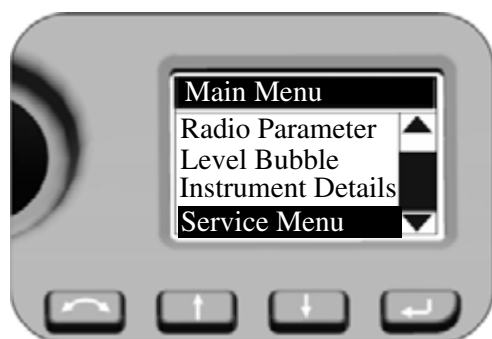 Main Menu
Radio Parameter
Level Bubble
Instrument Details
Service Menu